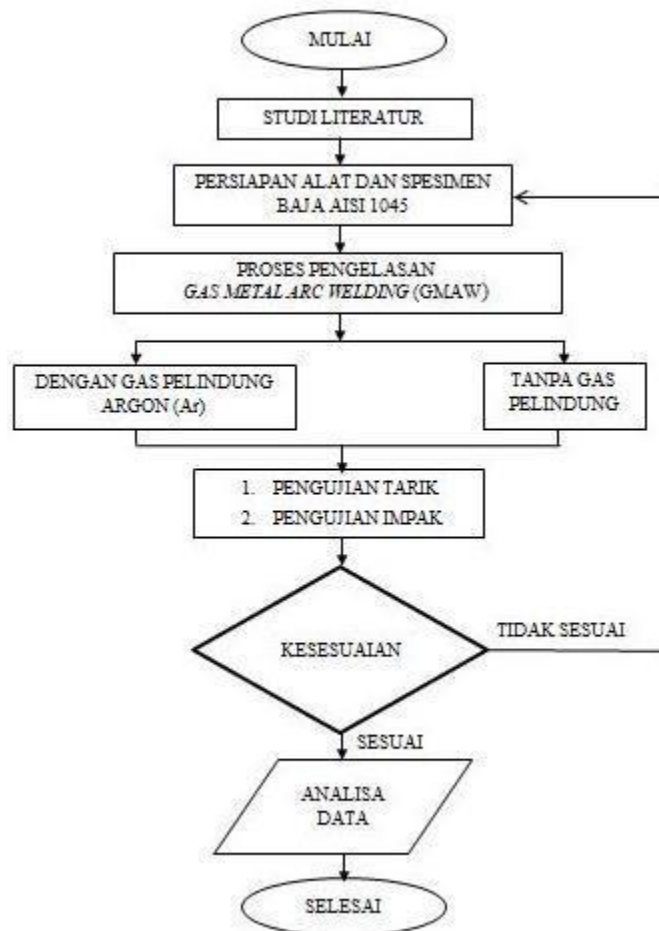 MULAI
STUDI LITERATUR
PERSIAPAN ALAT DAN SPESIMEN
BAJA AISI 1045
PROSES PENGELASAN
GAS METAL ARC WELDING (GMAW)
DENGAN GAS PELINDUNG
ARGON (Ar)
TANPA GAS
PELINDUNG
1. PENGUJIAN TARIK
2. PENGUJIAN IMPAK
KESESUAIAN
TIDAK SESUAI
SESUAI
ANALISA
DATA
SELESAI